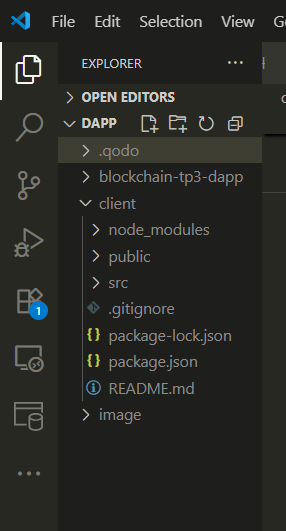 File Edit Selection View Go
EXPLORER
OPEN EDITORS
DAPP
.qodo
blockchain-tp3-dapp
client
node_modules
public
src
.gitignore
{} package-lock.json
{} package.json
README.md
1
image